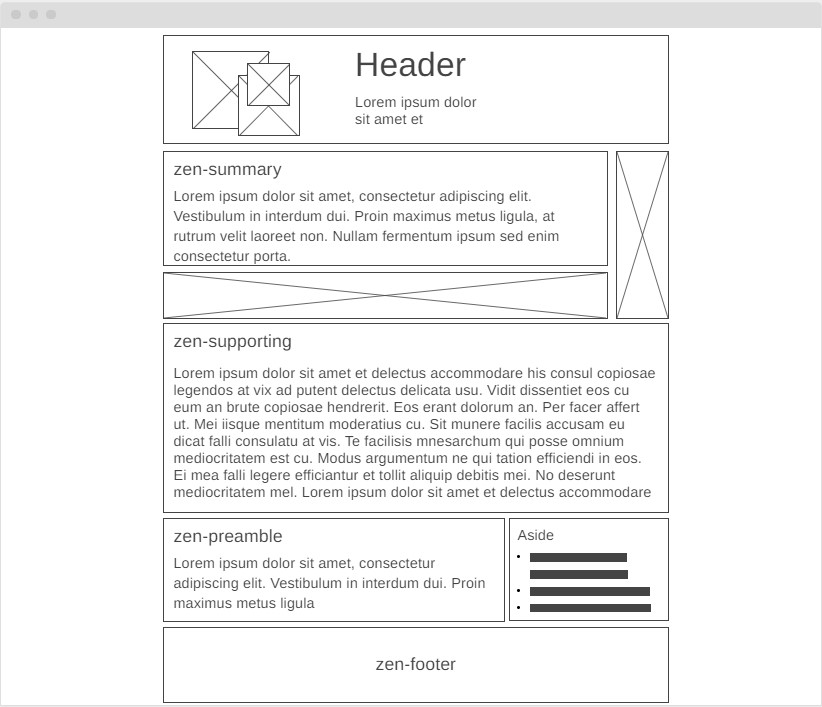 Header
Lorem ipsum dolor
sit amet et
zen-summary
Lorem ipsum dolor sit amet, consectetur adipiscing elit.
Vestibulum in interdum dui. Proin maximus metus ligula, at
rutrum velit laoreet non. Nullam fermentum ipsum sed enim
consectetur porta.
zen-supporting
Lorem ipsum dolor sit amet et delectus accommodare his consul copiosae
legendos at vix ad putent delectus delicata usu. Vidit dissentiet eos cu
eum an brute copiosae hendrerit. Eos erant dolorum an. Per facer affert
ut. Mei iisque mentitum moderatius cu. Sit munere facilis accusam eu
dicat falli consulatu at vis. Te facilisis mnesarchum qui posse omnium
mediocritatem est cu. Modus argumentum ne qui tation efficiendi in eos.
Ei mea falli legere efficiantur et tollit aliquip debitis mei. No deserunt
mediocritatem mel. Lorem ipsum dolor sit amet et delectus accommodare
zen-preamble
Lorem ipsum dolor sit amet, consectetur
adipiscing elit. Vestibulum in interdum dui. Proin
maximus metus ligula
Aside
zen-footer